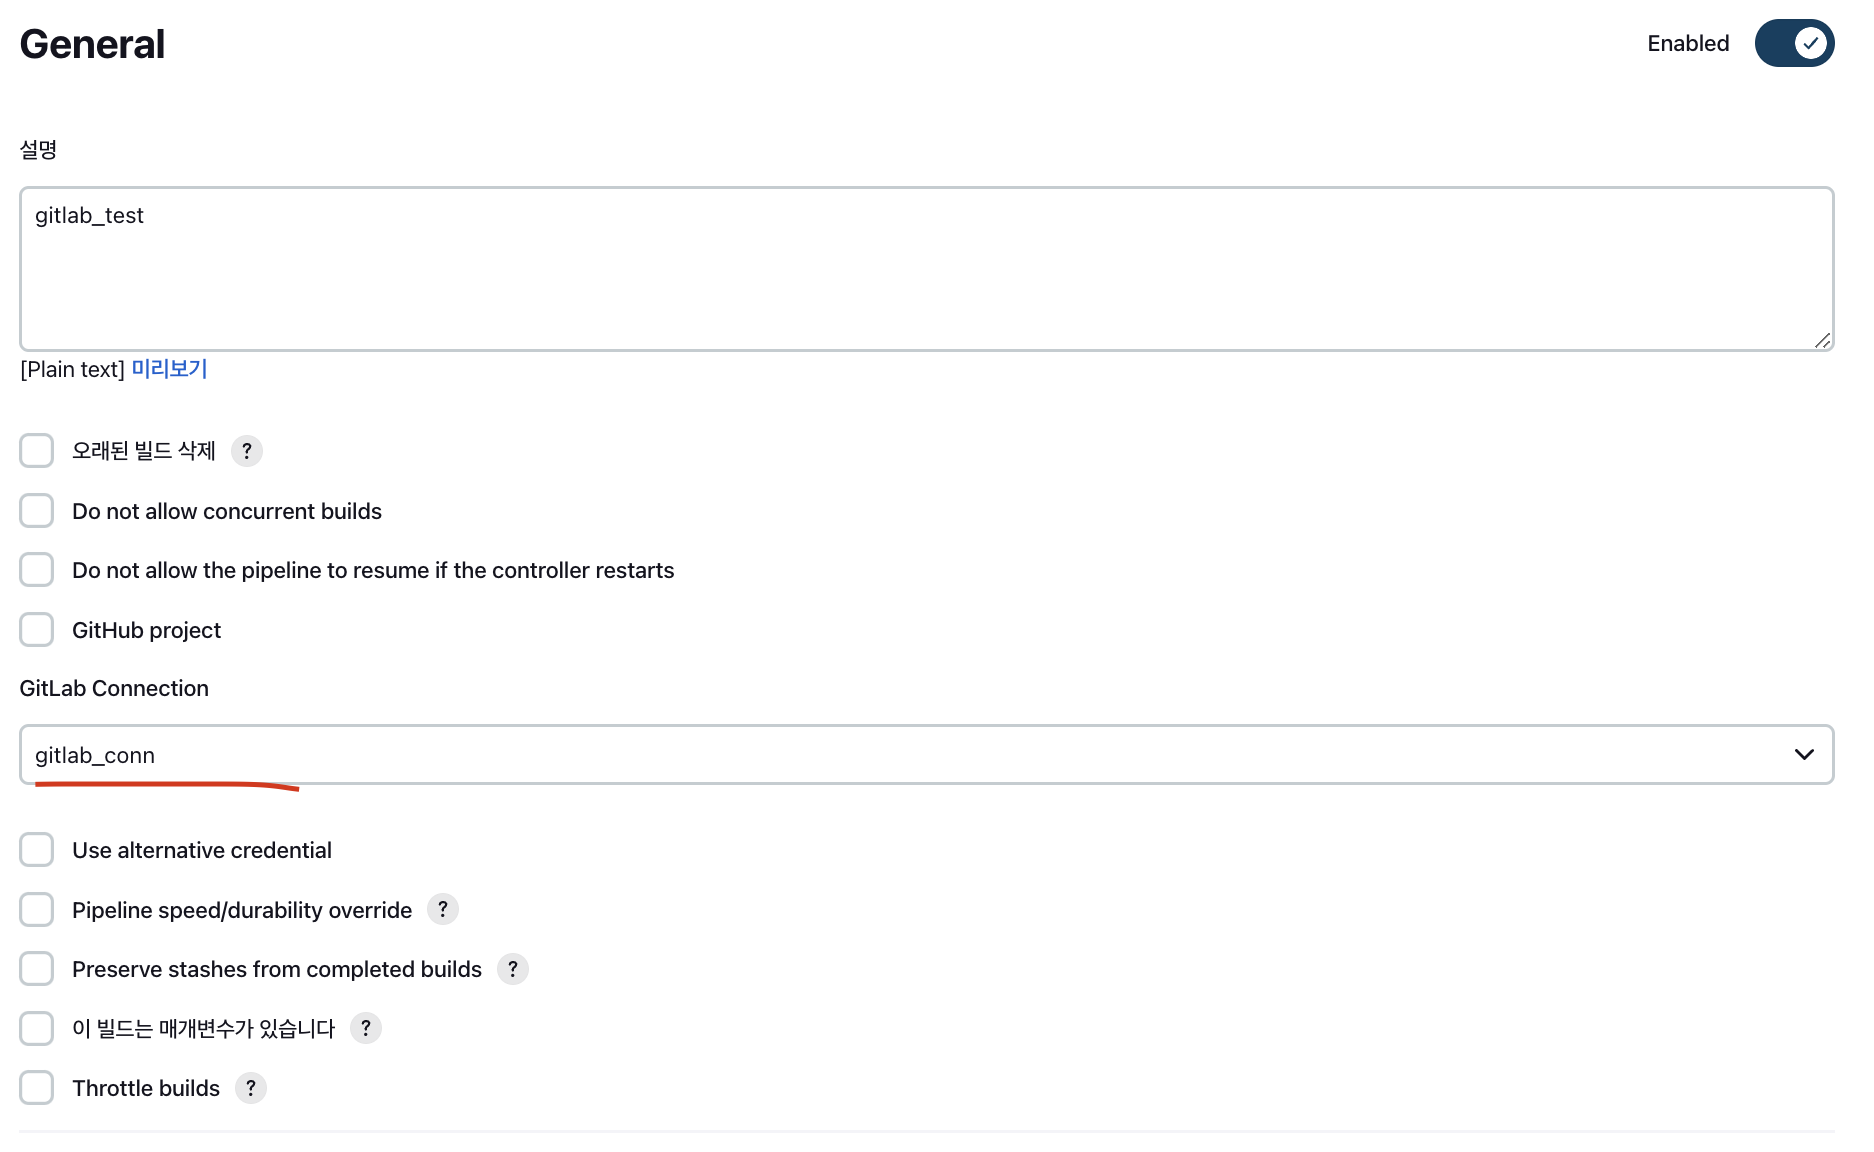 General
Enabled
설명
gitlab_test
[Plain text] 미리보기
오래된 빌드 삭제 ?
Do not allow concurrent builds
Do not allow the pipeline to resume if the controller restarts
GitHub project
GitLab Connection
gitlab_conn
Use alternative credential
Pipeline speed/durability override ?
Preserve stashes from completed builds ?
이 빌드는 매개변수가 있습니다 ?
Throttle builds ?